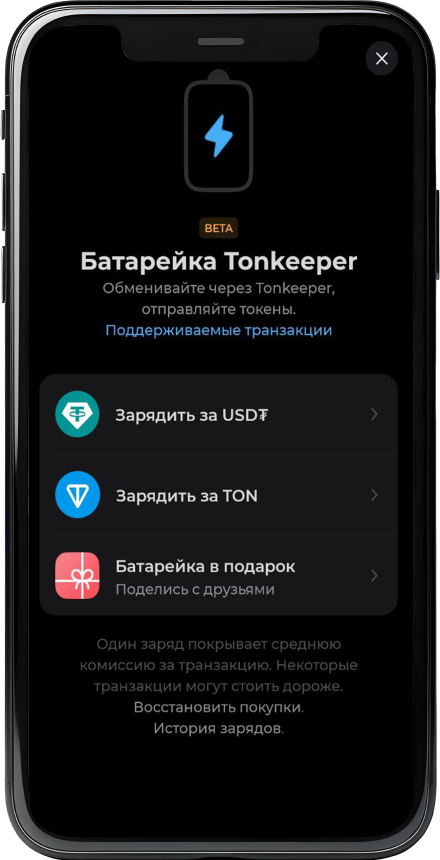 BETA
Батарейка Tonkeeper
Обменивайте через Tonkeeper,
отправляйте токены.
Поддерживаемые транзакции
Зарядить за USD₮
Зарядить за TON
Батарейка в подарок
Поделись с друзьями
Один заряд покрывает среднюю
комиссию за транзакцию. Некоторые
транзакции могут стоить дороже.
Восстановить покупки.
История зарядов.